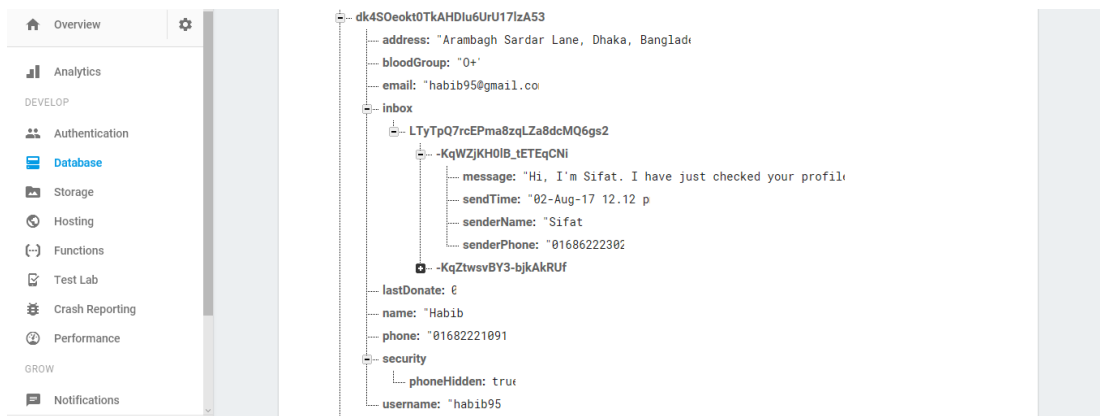 Overview
Analytics
DEVELOP
Authentication
Database
Storage
Hosting
Functions
Test Lab
Crash Reporting
Performance
GROW
Notifications
dk4SOeokt0TkAHDIu6UrU17lzA53
address: "Arambagh Sardar Lane, Dhaka, Banglade
bloodGroup: "O+"
email: "habib95@gmail.co
inbox
LTyTpQ7rcEPma8zqLZa8dcMQ6gs2
-KqWZjKH0lB_tETEqCNi
message: "Hi, I'm Sifat. I have just checked your profile
sendTime: "02-Aug-17 12.12 p
senderName: "Sifat
senderPhone: "01686222302
-KqZtwsvBY3-bjkAkRUf
lastDonate: 0
name: "Habib
phone: "01682221091
security
phoneHidden: true
username: "habib95